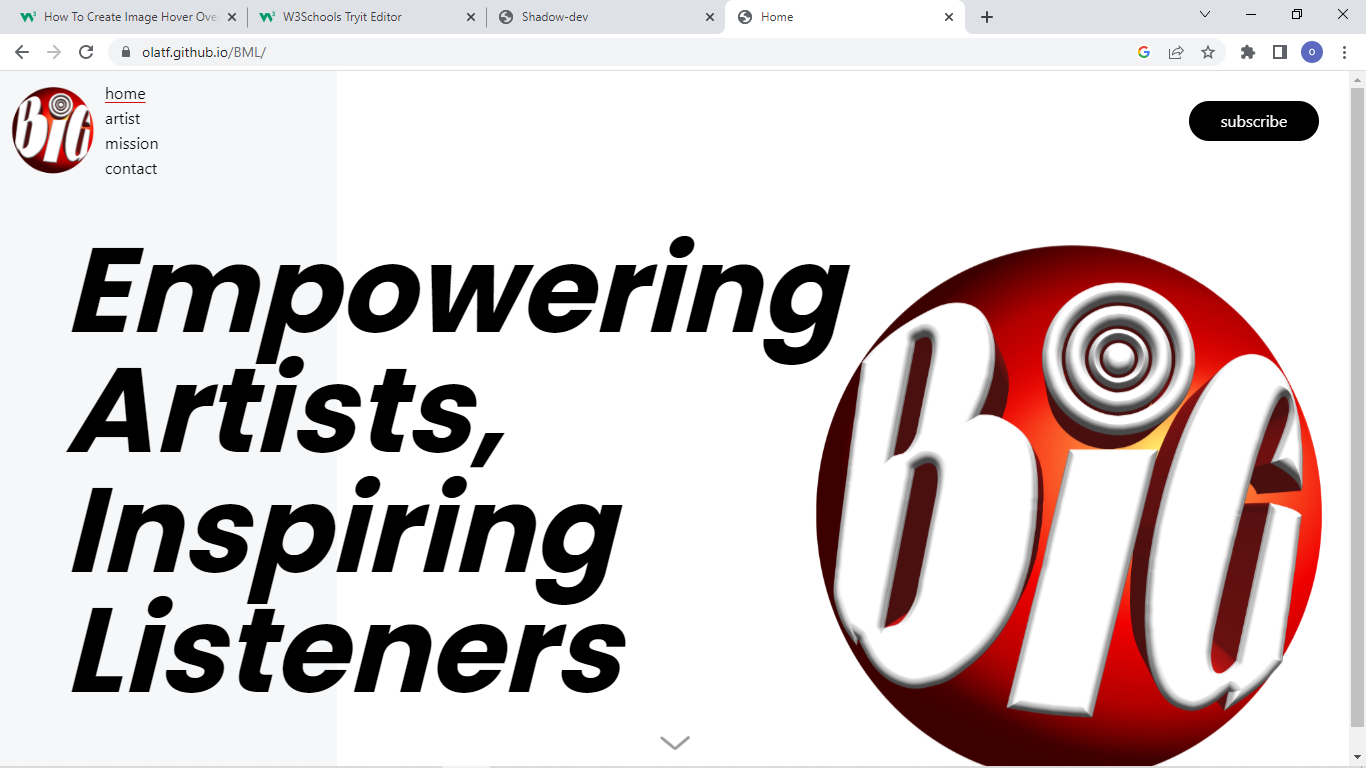 How To Create Image Hover Ove
W3Schools Tryit Editor
Shadow-dev
Home
olatf.github.io/BML/
O
BiG
home
artist
mission
contact
subscribe
Empowering
Artists,
Inspiring
Listeners
BiG